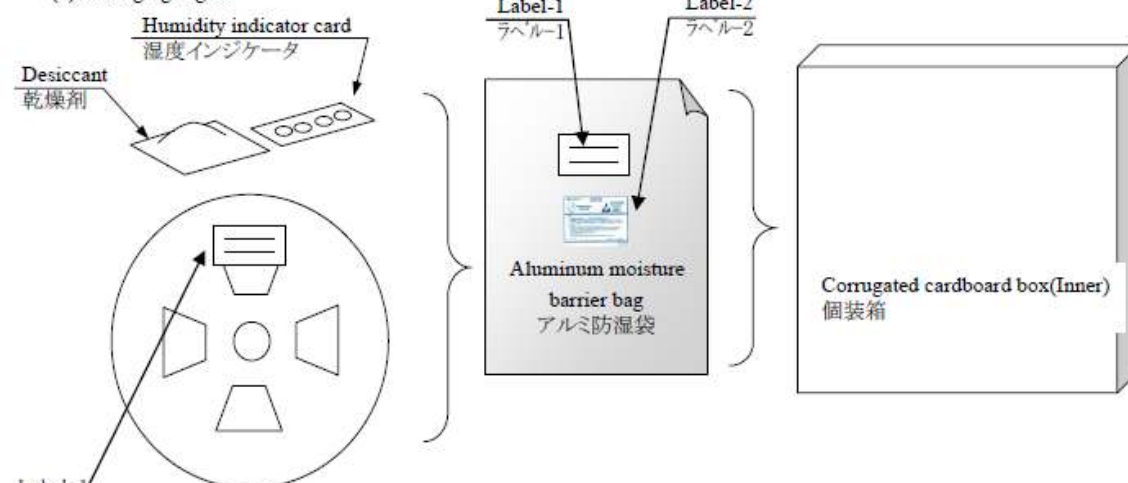 Label-1
ラベル-1
Label-2
ラベル-2
Humidity indicator card
湿度インジケータ
Desiccant
乾燥剤
Aluminum moisture
barrier bag
アルミ防湿袋
Corrugated cardboard box(Inner)
個装箱